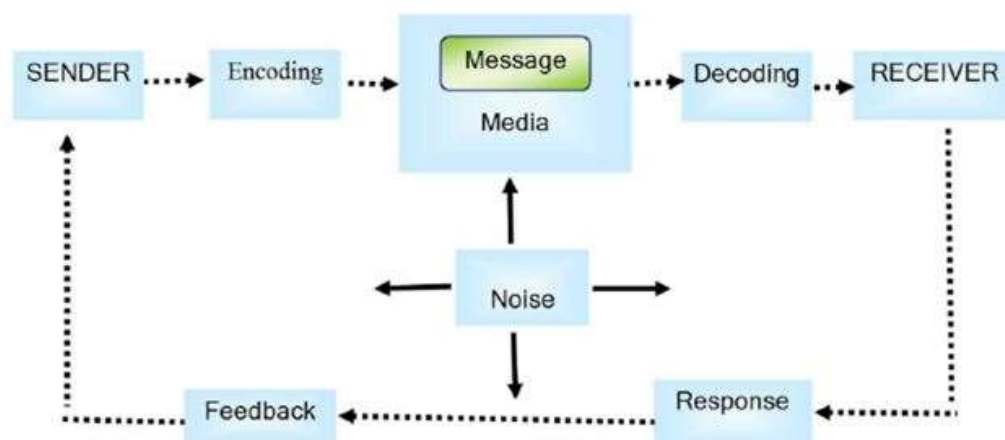 SENDER
Encoding
Message
Media
Decoding
RECEIVER
Noise
Feedback
Response